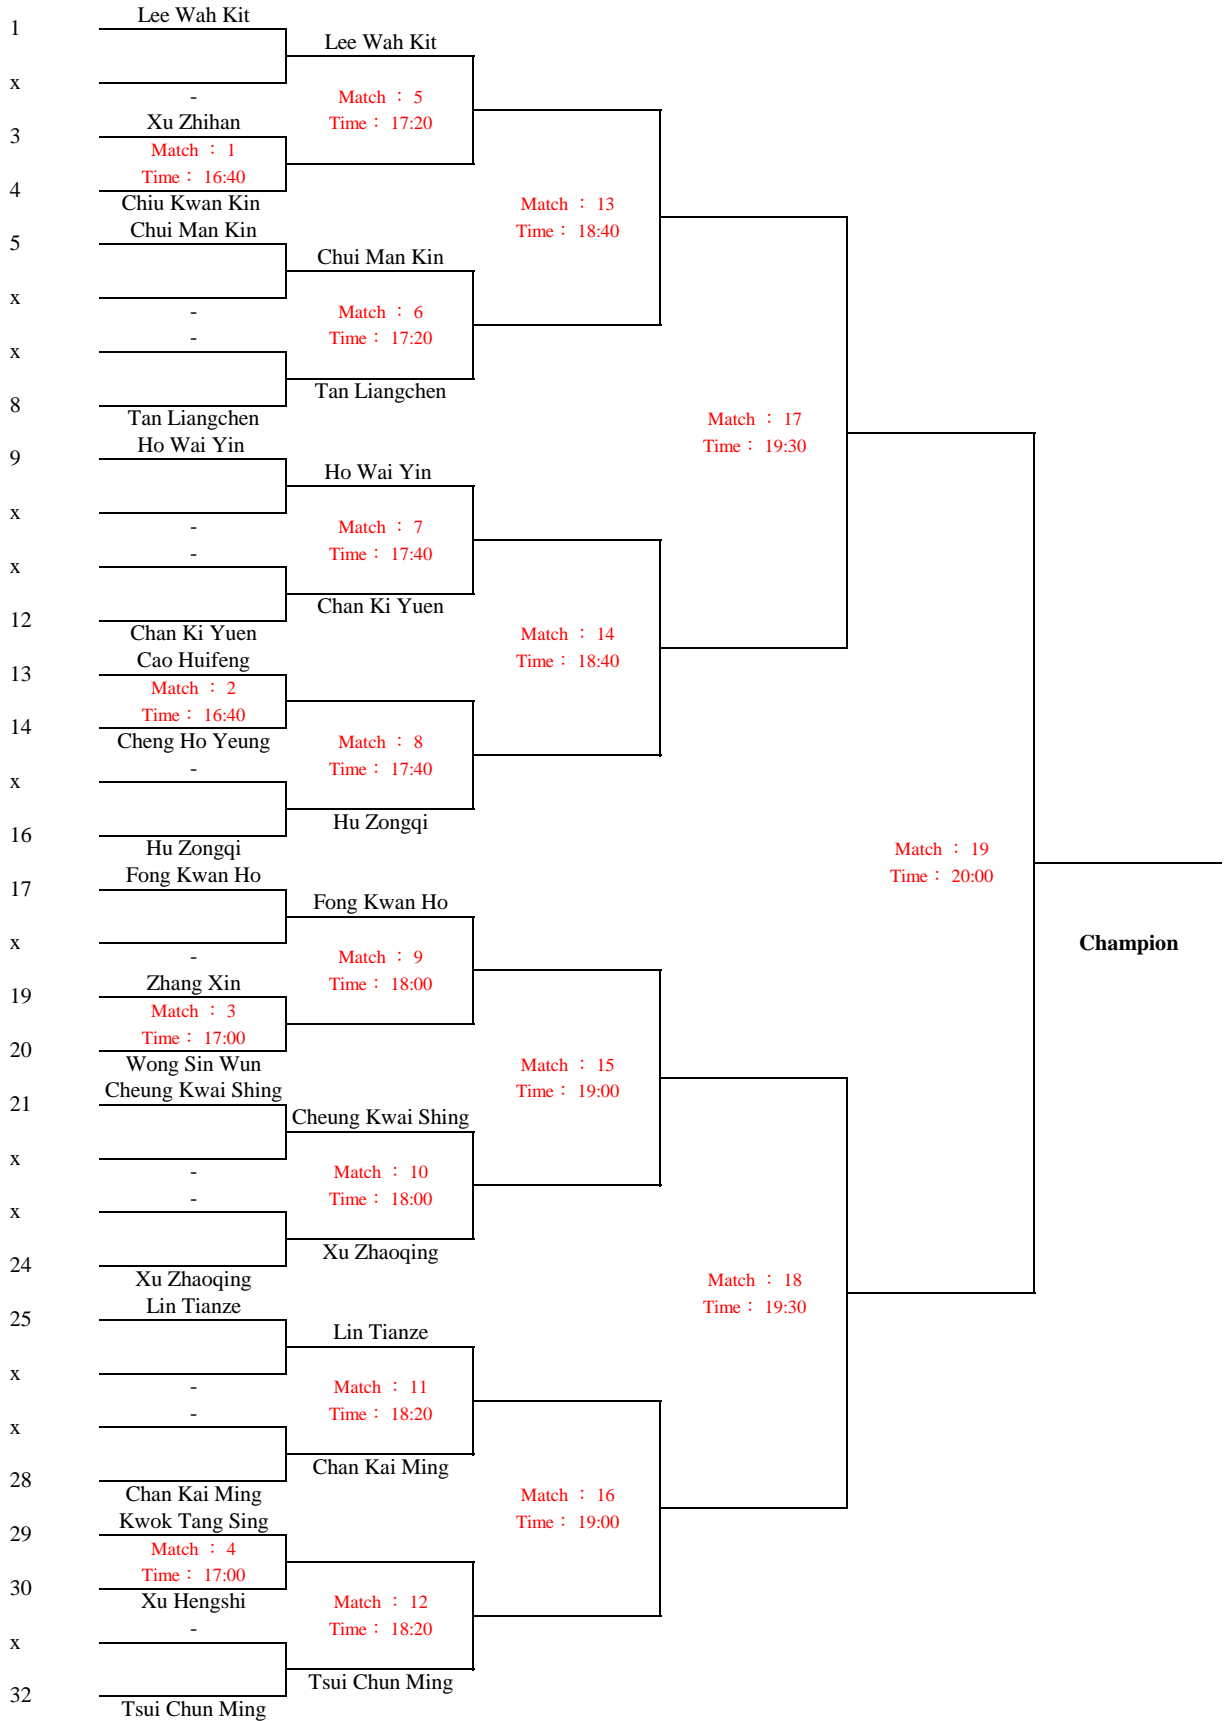 Lee Wah Kit
1
Lee Wah Kit
x
-
Match : 5
Xu Zhihan
Time : 17:20
3
Match : 1
Time : 16:40
4
Chiu Kwan Kin
Match : 13
Chui Man Kin
Time : 18:40
5
Chui Man Kin
x
-
Match : 6
-
Time : 17:20
x
Tan Liangchen
8
Tan Liangchen
Match : 17
Ho Wai Yin
Time : 19:30
9
Ho Wai Yin
x
-
Match : 7
-
Time : 17:40
x
Chan Ki Yuen
12
Chan Ki Yuen
Match : 14
Cao Huifeng
Time : 18:40
13
Match : 2
Time : 16:40
14
Cheng Ho Yeung
Match : 8
-
Time : 17:40
x
Hu Zongqi
16
Hu Zongqi
Match : 19
Fong Kwan Ho
Time : 20:00
17
Fong Kwan Ho
x
Champion
-
Match : 9
Zhang Xin
Time : 18:00
19
Match : 3
Time : 17:00
20
Wong Sin Wun
Match : 15
Cheung Kwai Shing
Time : 19:00
21
Cheung Kwai Shing
x
-
Match : 10
-
Time : 18:00
x
Xu Zhaoqing
24
Xu Zhaoqing
Match : 18
Lin Tianze
Time : 19:30
25
Lin Tianze
x
-
Match : 11
-
Time : 18:20
x
Chan Kai Ming
28
Chan Kai Ming
Match : 16
Kwok Tang Sing
Time : 19:00
29
Match : 4
Time : 17:00
30
Xu Hengshi
Match : 12
-
Time : 18:20
x
Tsui Chun Ming
32
Tsui Chun Ming